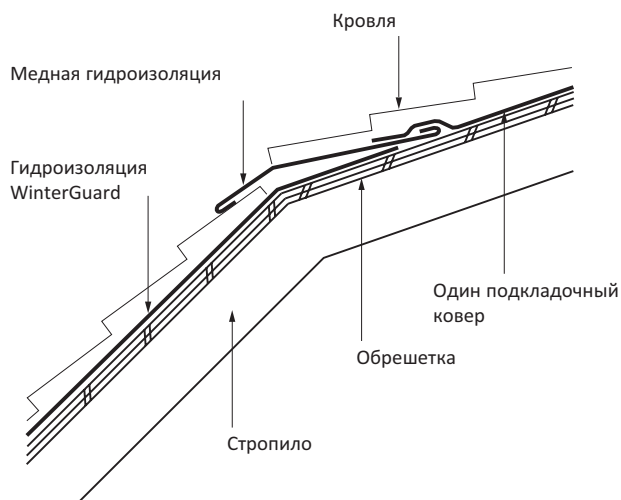 Кровля
Медная гидроизоляция
Гидроизоляция
WinterGuard
Один подкладочный
ковер
Обрешетка
Стропило